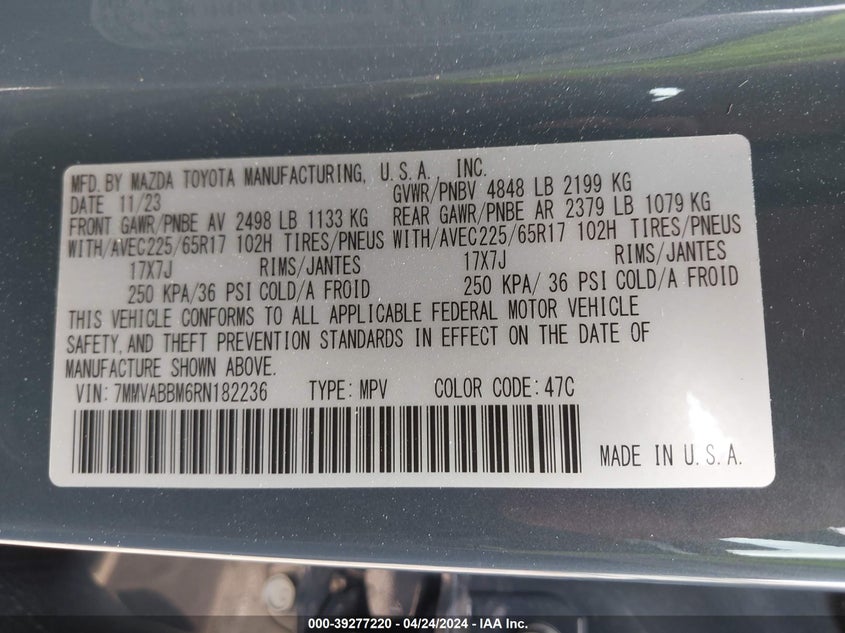 MFD. BY MAZDA TOYOTA MANUFACTURING, U.S.A., INC.
DATE 11/23 GVWR/PNBV 4848 LB 2199 KG
FRONT GAWR/PNBE AV 2498 LB 1133 KG REAR GAWR/PNBE AR 2379 LB 1079 KG
WITH/AVEC225/65R17 102H TIRES/PNEUS WITH/AVEC225/65R17 102H TIRES/PNEUS
17X7J RIMS/JANTES 17X7J RIMS/JANTES
250 KPA/36 PSI COLD/A FROID 250 KPA/ 36 PSI COLD/A FROID
THIS VEHICLE CONFORMS TO ALL APPLICABLE FEDERAL MOTOR VEHICLE
SAFETY, AND THEFT PREVENTION STANDARDS IN EFFECT ON THE DATE OF
MANUFACTURE SHOWN ABOVE.
VIN: 7MMVABBM6RN182236 TYPE: MPV COLOR CODE: 47C
MADE IN U.S.A.
000-39277220 - 04/24/2024 - IAA Inc.